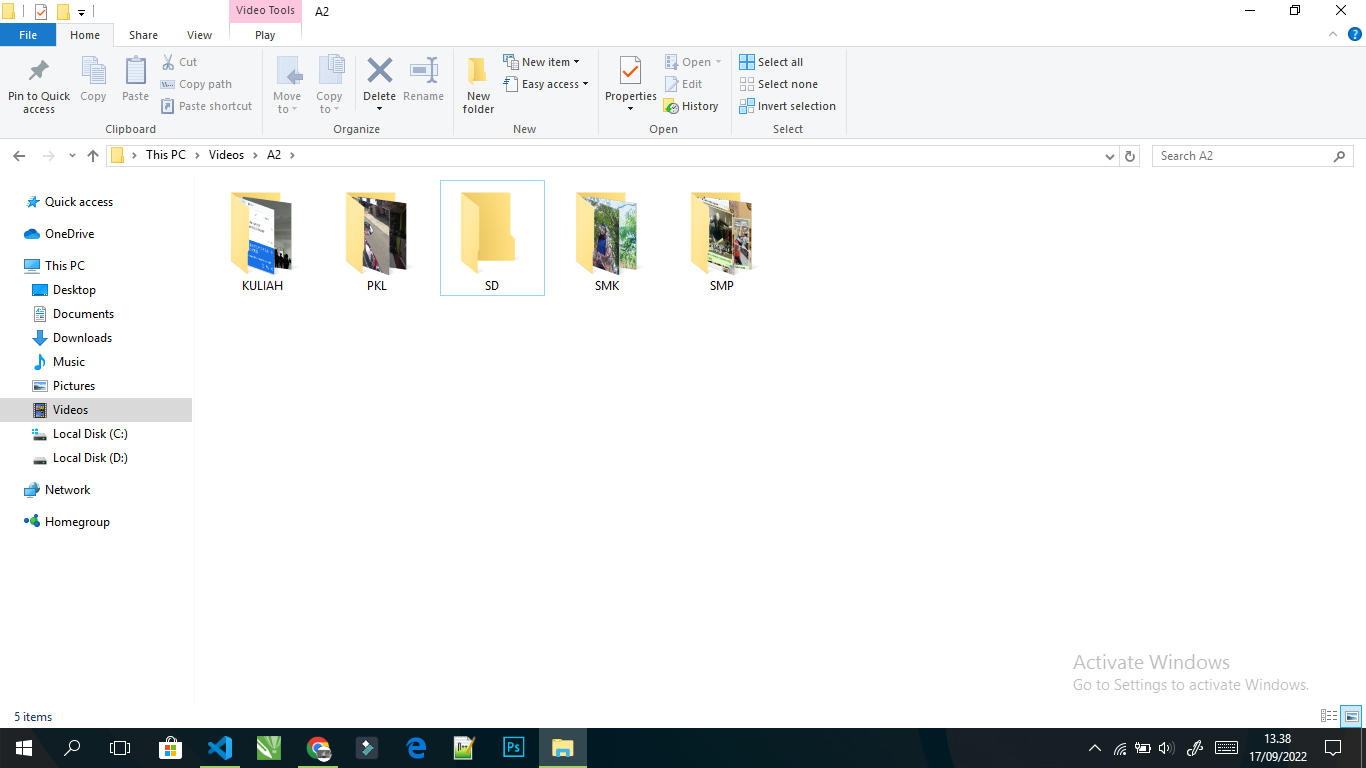 Video Tools
A2
File
Home
Share
View
Play
Pin to Quick
access
Copy
Paste
Cut
Copy path
Paste shortcut
Clipboard
Move
to
Copy
to
Delete
Rename
Organize
New
folder
New item
Easy access
New
Properties
Open
Edit
History
Open
Select all
Select none
Invert selection
Select
This PC
Videos
A2
Search A2
Quick access
OneDrive
This PC
Desktop
Documents
Downloads
Music
Pictures
Videos
Local Disk (C:)
Local Disk (D:)
Network
Homegroup
KULIAH
PKL
SD
SMK
SMP
Activate Windows
Go to Settings to activate Windows.
5 items
Ps
13.38
17/09/2022